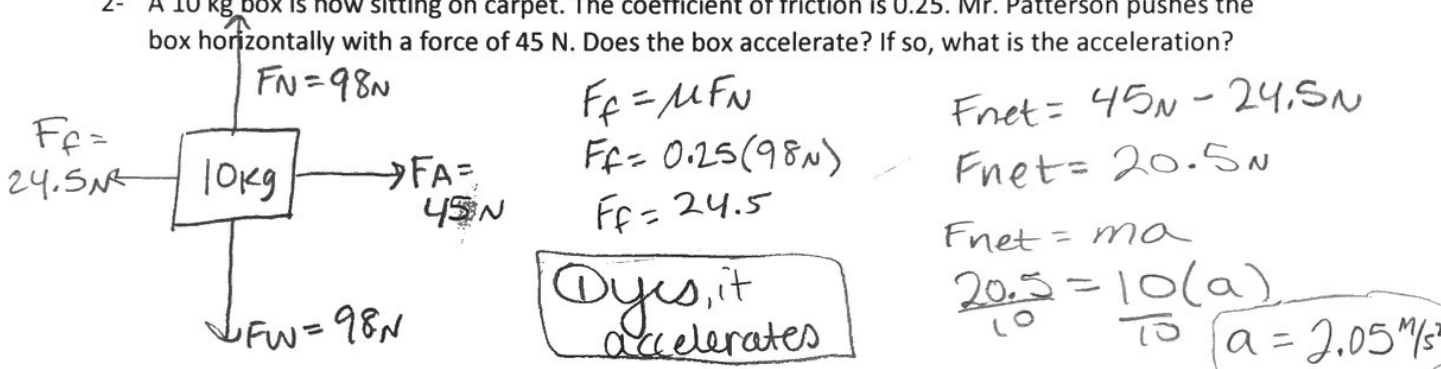 2- A 10 kg box is now sitting on carpet. The coefficient of friction is 0.25. Mr. Patterson pushes the
box horizontally with a force of 45 N. Does the box accelerate? If so, what is the acceleration?
FN=98N
Ff=
24.5N
10kg
FA=
45N
FW=98N
Ff=μFN
Ff=0.25(98N)
Ff=24.5
① yes, it
accelerates
Fnet=45N-24.5N
Fnet=20.5N
Fnet=ma
20.5=10(a)
10 10
a=2.05 M/s²